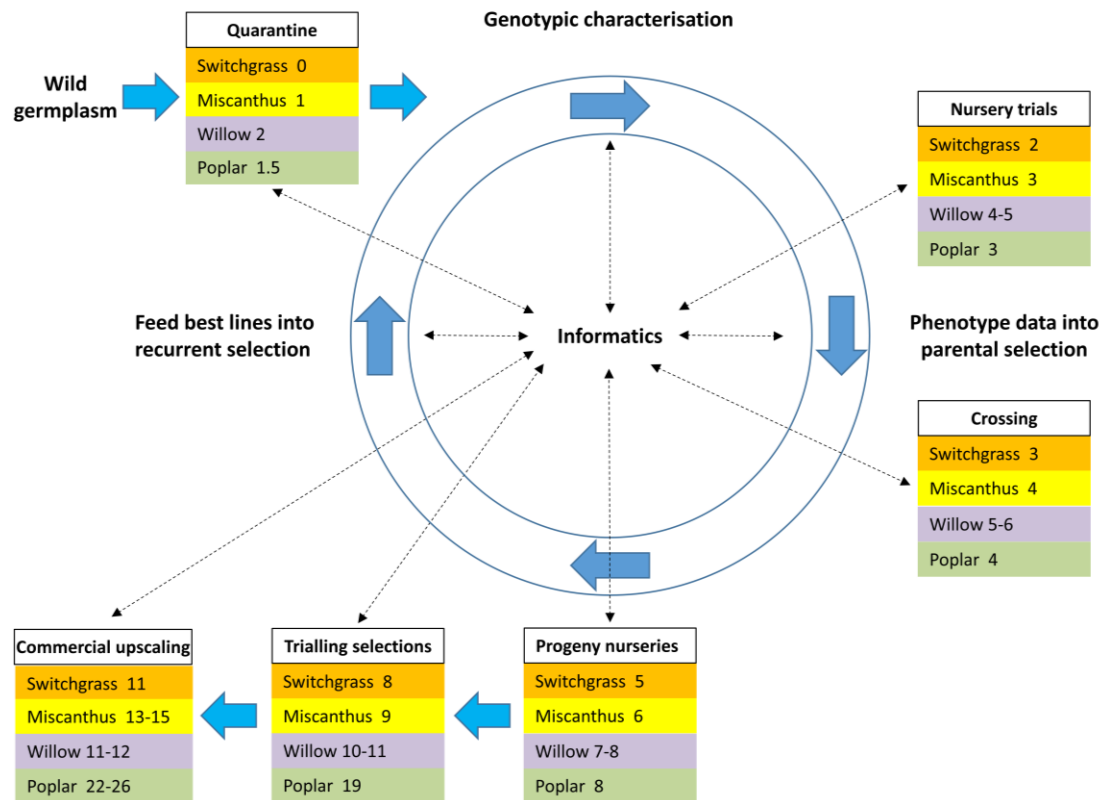 Genotypic characterisation
Wild
germplasm
Quarantine
Switchgrass 0
Miscanthus 1
Willow 2
Poplar 1.5
Nursery trials
Switchgrass 2
Miscanthus 3
Willow 4-5
Poplar 3
Feed best lines into
recurrent selection
Informatics
Phenotype data into
parental selection
Crossing
Switchgrass 3
Miscanthus 4
Willow 5-6
Poplar 4
Commercial upscaling
Switchgrass 11
Miscanthus 13-15
Willow 11-12
Poplar 22-26
Trialling selections
Switchgrass 8
Miscanthus 9
Willow 10-11
Poplar 19
Progeny nurseries
Switchgrass 5
Miscanthus 6
Willow 7-8
Poplar 8